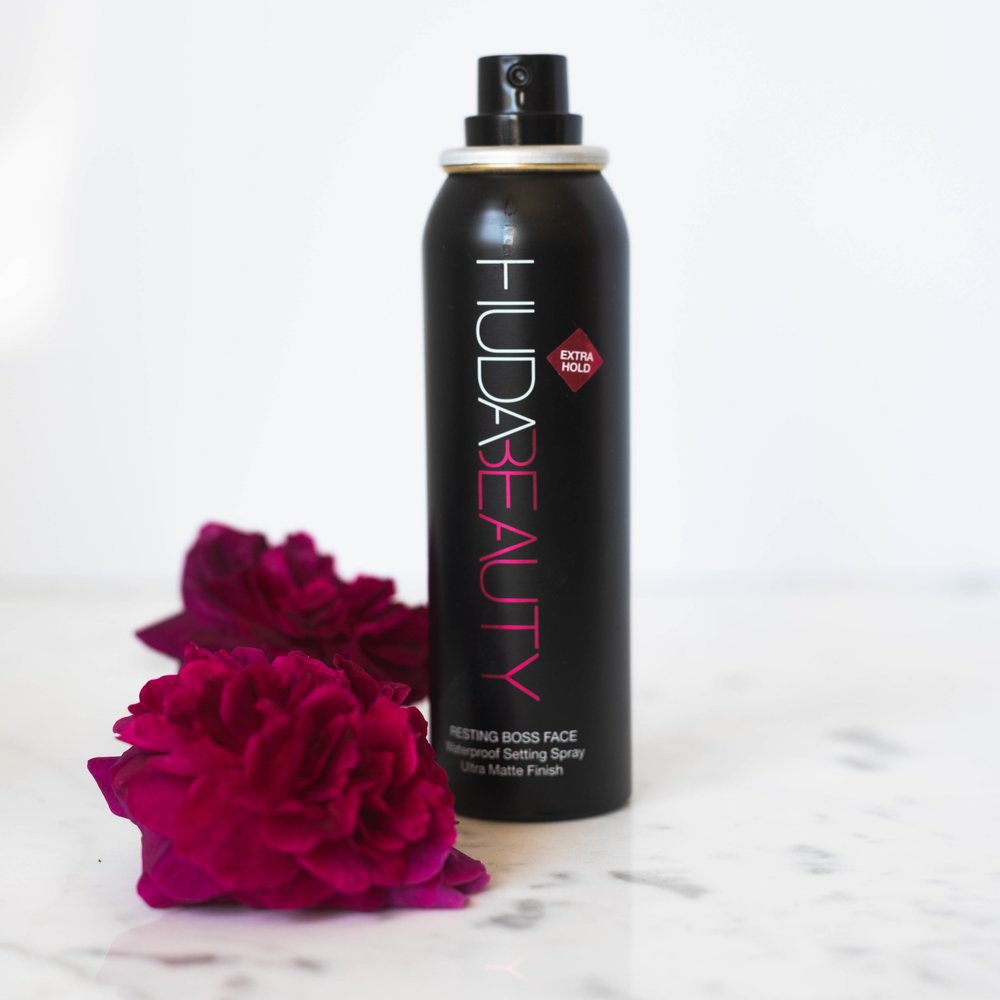 HUDABEAUTY
EXTRA
HOLD
RESTING BOSS FACE
Waterproof Setting Spray
Ultra Matte Finish